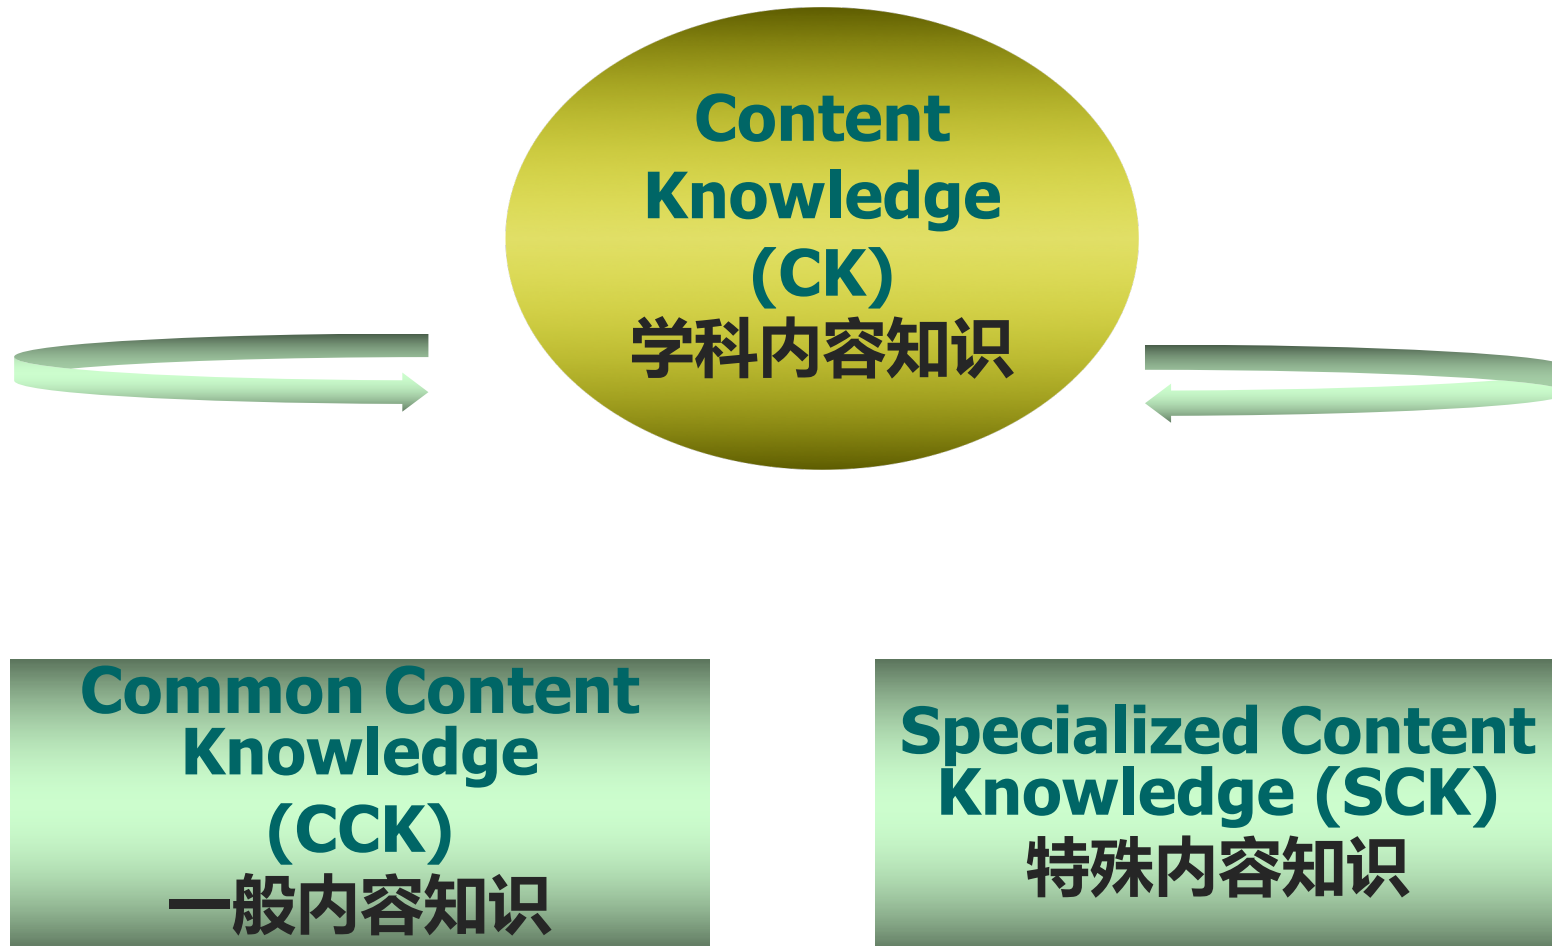 Content
Knowledge
(CK)
学科内容知识
Common Content
Knowledge
(CCK)
一般内容知识
Specialized Content
Knowledge (SCK)
特殊内容知识